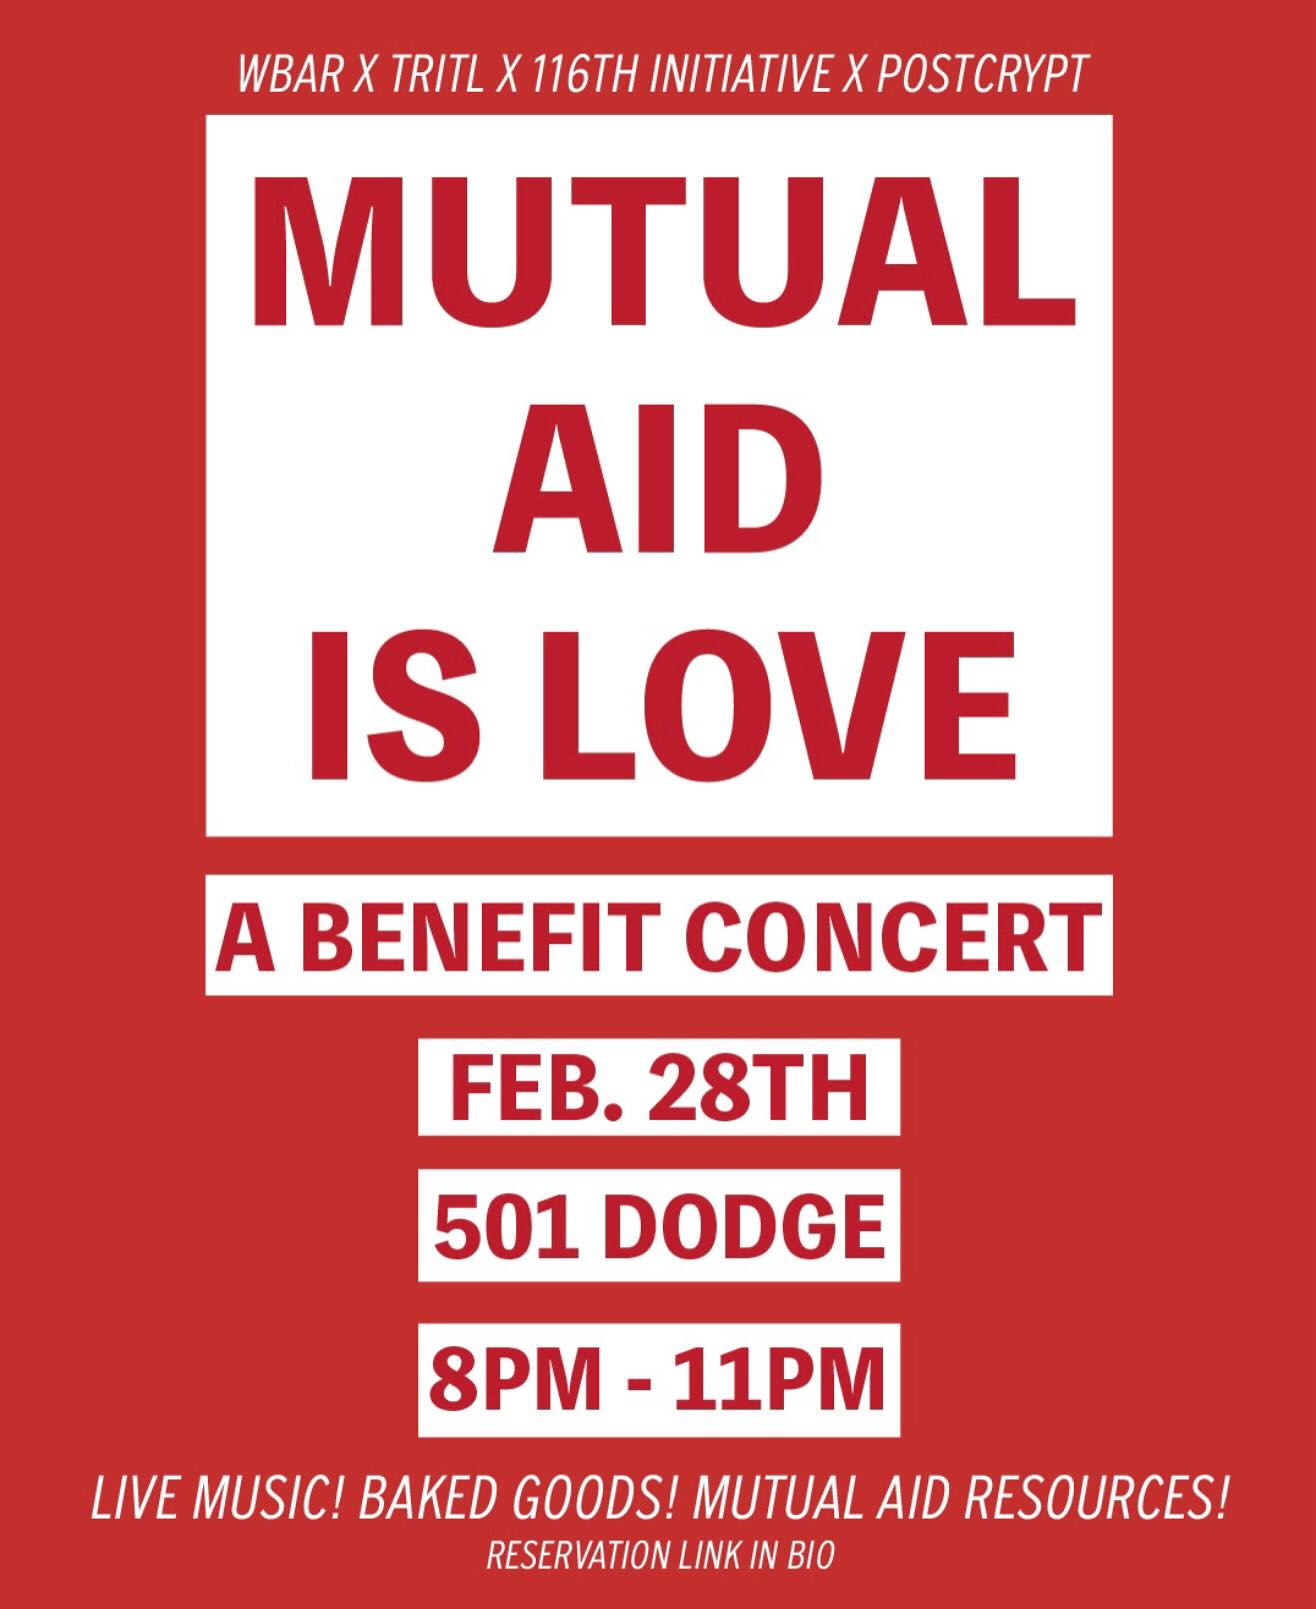 WBAR X TRITL X 116TH INITIATIVE X POSTCRYPT
MUTUAL
AID
IS LOVE
A BENEFIT CONCERT
FEB. 28TH
501 DODGE
8PM - 11PM
LIVE MUSIC! BAKED GOODS! MUTUAL AID RESOURCES!
RESERVATION LINK IN BIO